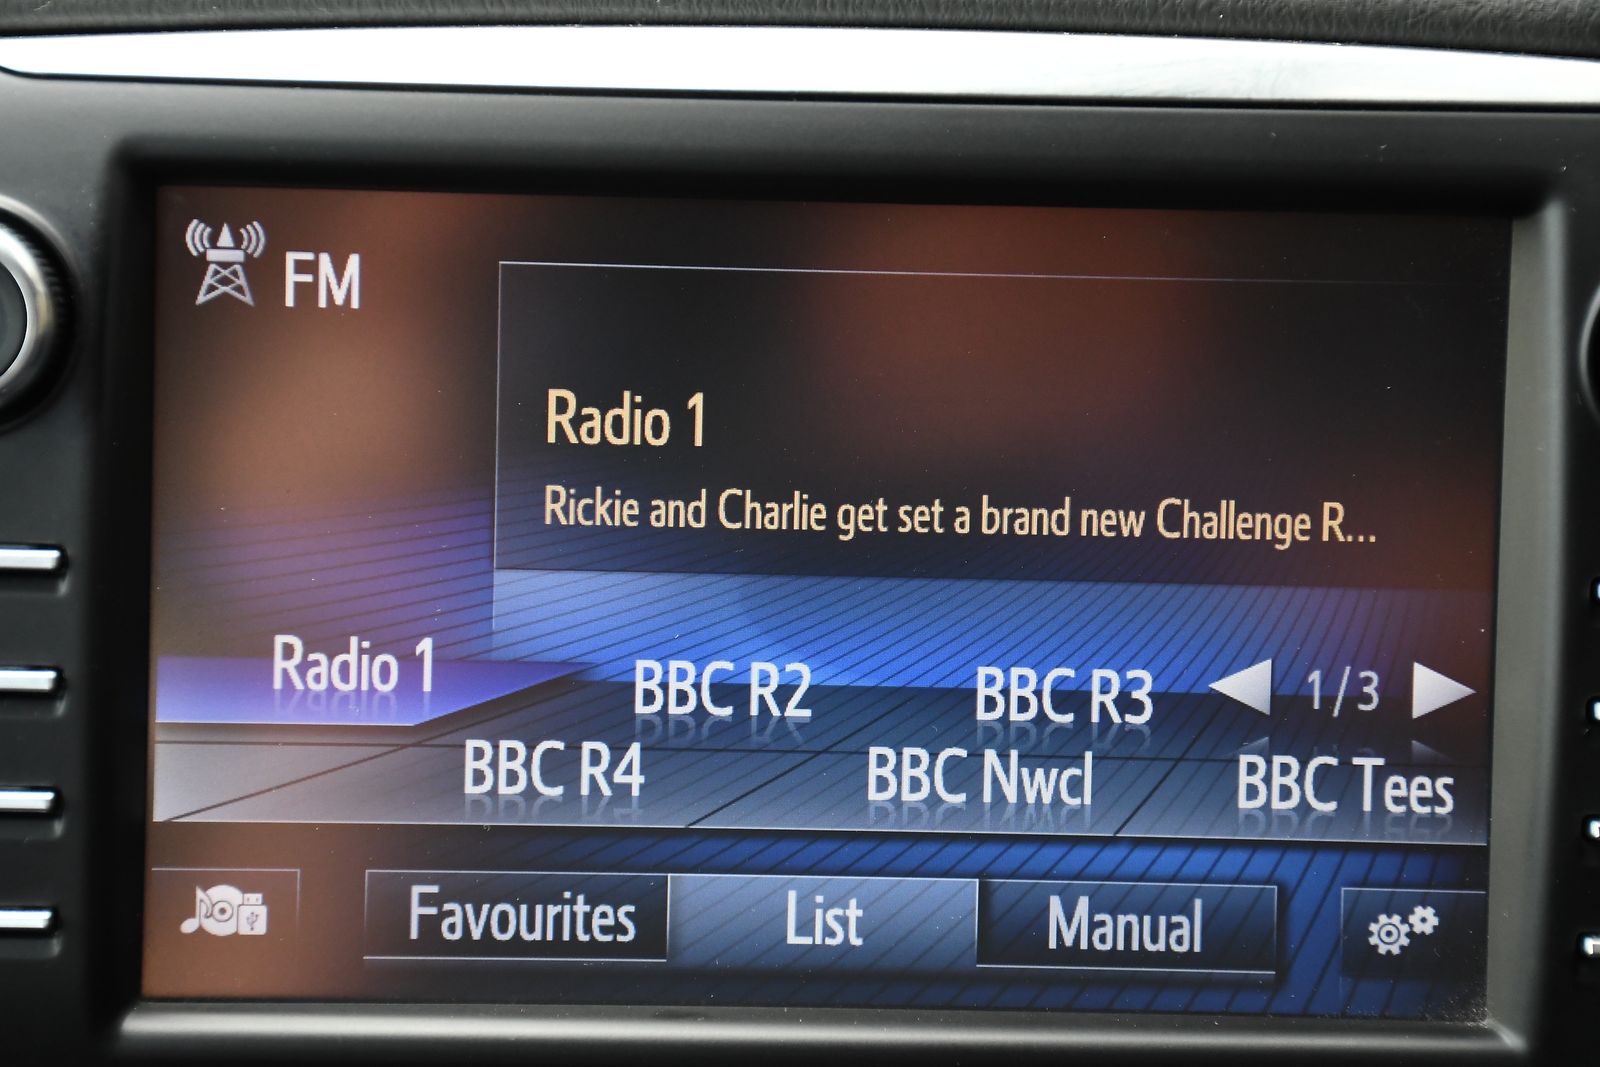 FM
Radio 1
Rickie and Charlie get set a brand new Challenge R...
Radio 1
BBC R2
BBC R3
1/3
BBC R4
BBC Nwcl
BBC Tees
Favourites
List
Manual